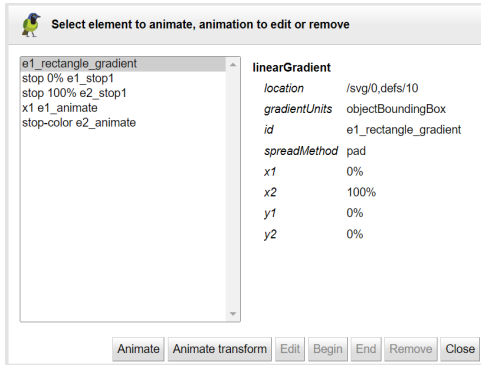 Select element to animate, animation to edit or remove
e1_rectangle_gradient
stop 0% e1_stop1
stop 100% e2_stop1
x1 e1_animate
stop-color e2_animate
linearGradient
location /svg/0,defs/10
gradientUnits objectBoundingBox
id e1_rectangle_gradient
spreadMethod pad
x1 0%
x2 100%
y1 0%
y2 0%
Animate Animate transform Edit Begin End Remove Close